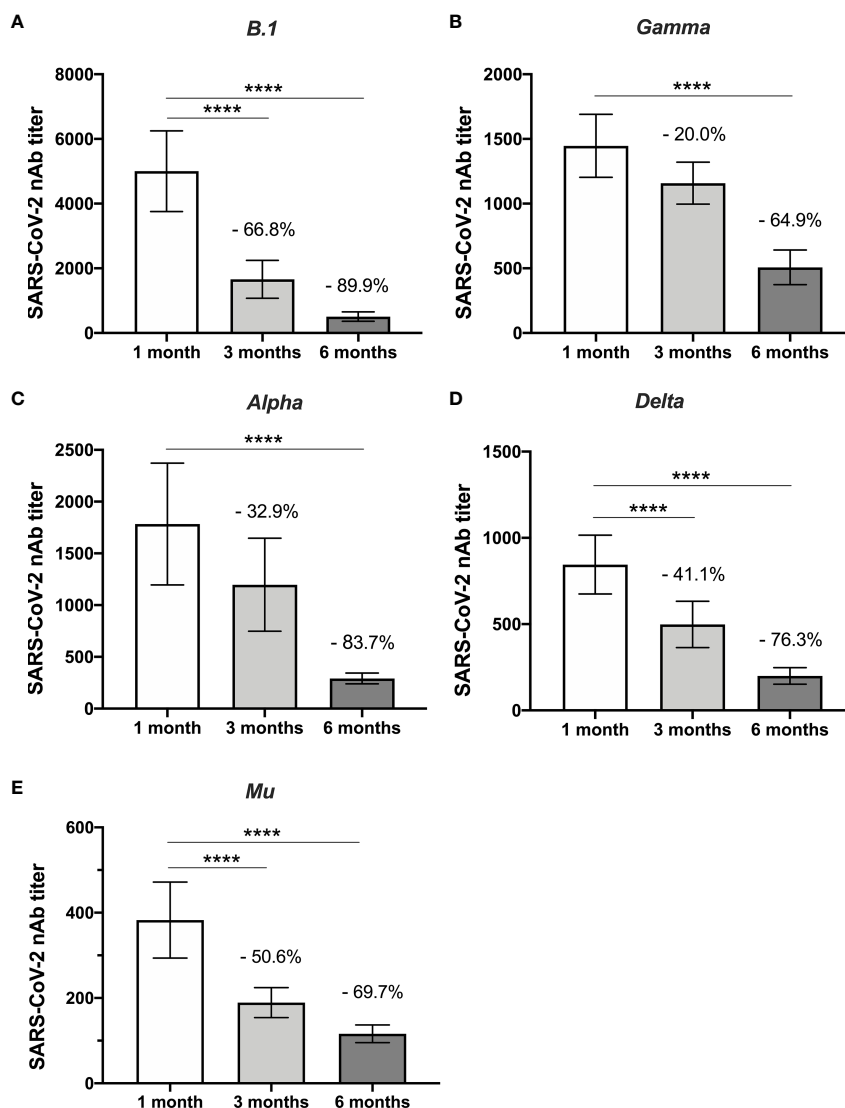 A
B.1
SARS-CoV-2 nAb titer
8000
6000
4000
2000
0
****
****
- 66.8%
- 89.9%
1 month 3 months 6 months
B
Gamma
SARS-CoV-2 nAb titer
2000
1500
1000
500
0
****
- 20.0%
- 64.9%
1 month 3 months 6 months
C
Alpha
SARS-CoV-2 nAb titer
2500
2000
1500
1000
500
0
****
- 32.9%
- 83.7%
1 month 3 months 6 months
D
Delta
SARS-CoV-2 nAb titer
1500
1000
500
0
****
****
- 41.1%
- 76.3%
1 month 3 months 6 months
E
Mu
SARS-CoV-2 nAb titer
600
400
200
0
****
****
- 50.6%
- 69.7%
1 month 3 months 6 months